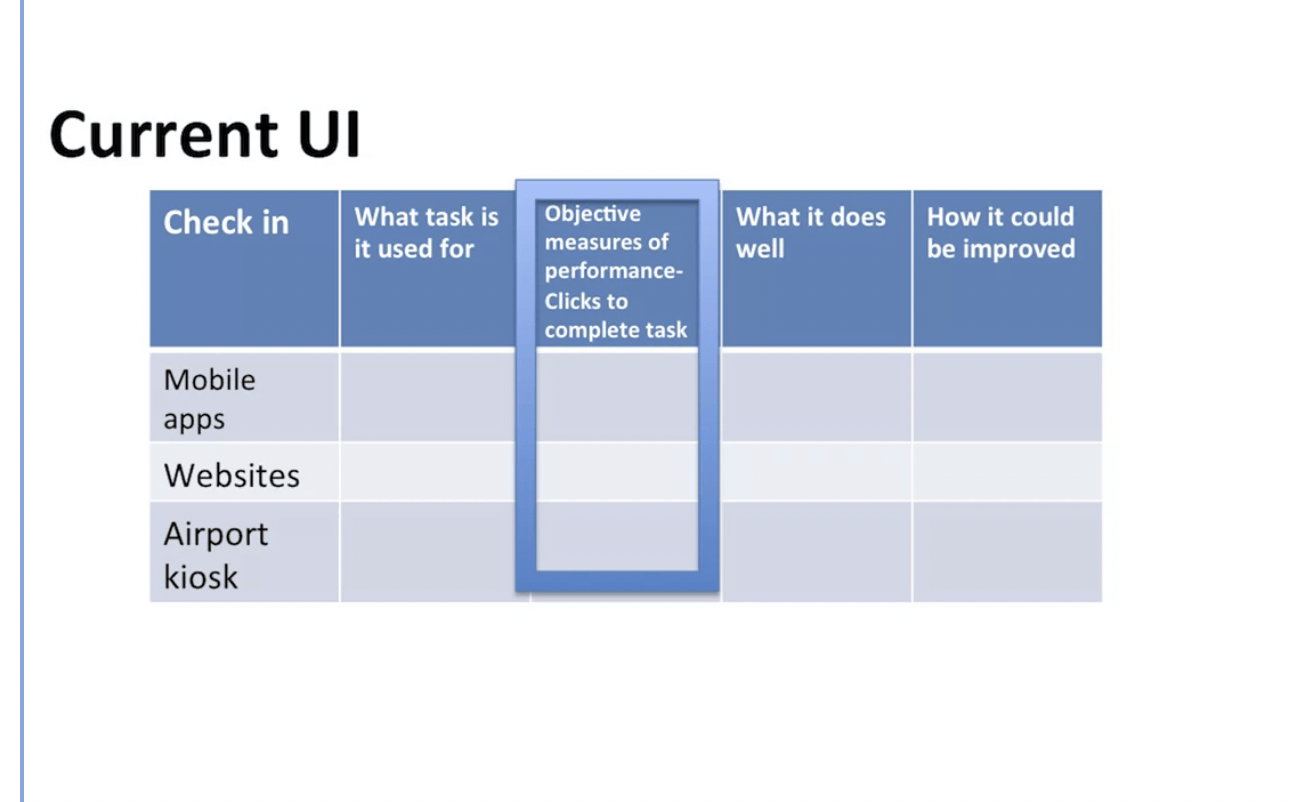 Current UI
Check in
What task is
it used for
Objective
measures of
performance-
Clicks to
complete task
What it does
well
How it could
be improved
Mobile
apps
Websites
Airport
kiosk